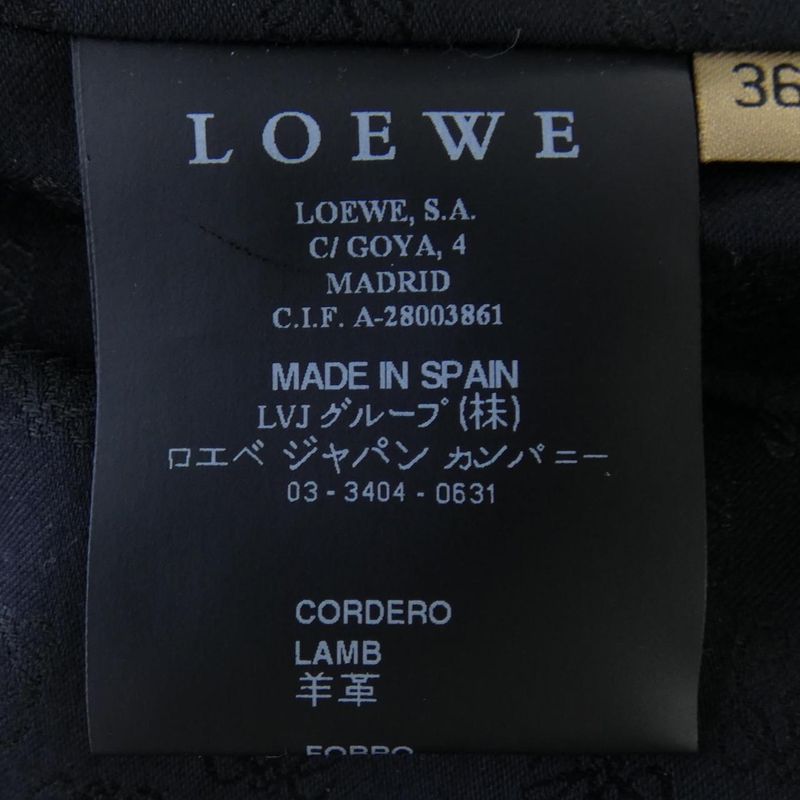 LOEWE
36
LOEWE, S.A.
C/ GOYA, 4
MADRID
C.I.F. A-28003861
MADE IN SPAIN
LVJ グループ (株)
ロエベ ジャパン カンパニー
03 - 3404 - 0631
CORDERO
LAMB
羊革
FORRO